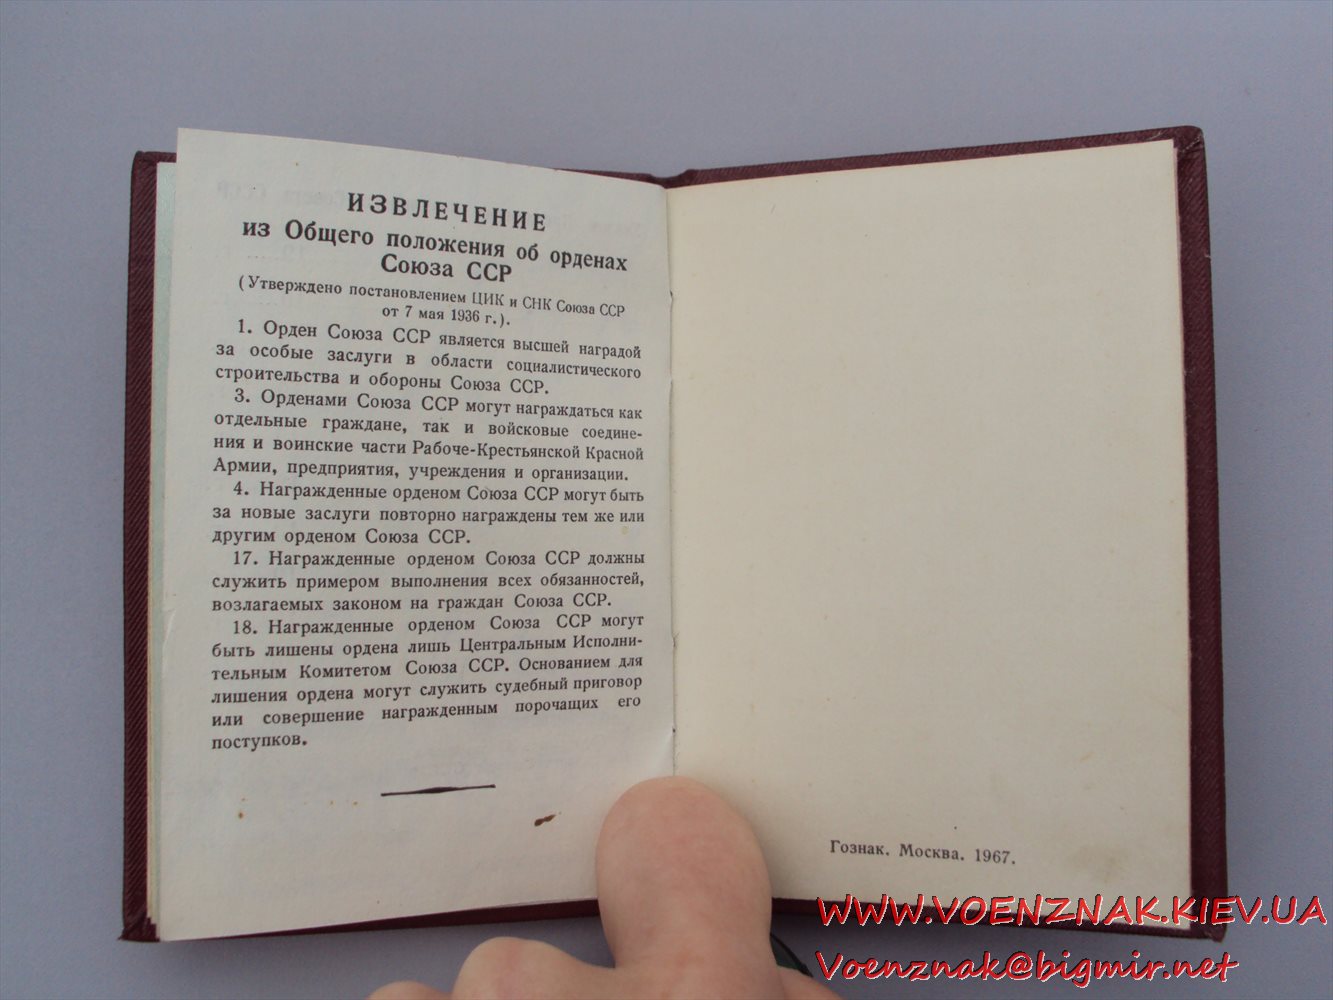 ИЗВЛЕЧЕНИЕ
из Общего положения об орденах
Союза ССР
(Утверждено постановлением ЦИК и СНК Союза ССР
от 7 мая 1936 г.).
1. Орден Союза ССР является высшей наградой
за особые заслуги в области социалистического
строительства и обороны Союза ССР.
3. Орденами Союза ССР могут награждаться как
отдельные граждане, так и войсковые соедине-
ния и воинские части Рабоче-Крестьянской Красной
Армии, предприятия, учреждения и организации.
4. Награжденные орденом Союза ССР могут быть
за новые заслуги повторно награждены тем же или
другим орденом Союза ССР.
17. Награжденные орденом Союза ССР должны
служить примером выполнения всех обязанностей,
возлагаемых законом на граждан Союза ССР.
18. Награжденные орденом Союза ССР могут
быть лишены ордена лишь Центральным Исполни-
тельным Комитетом Союза ССР. Основанием для
лишения ордена могут служить судебный приговор
или совершение награжденным порочащих его
поступков.
Гознак. Москва. 1967.
WWW.VOENZNAK.KIEV.UA
Voenznak@bigmir.net